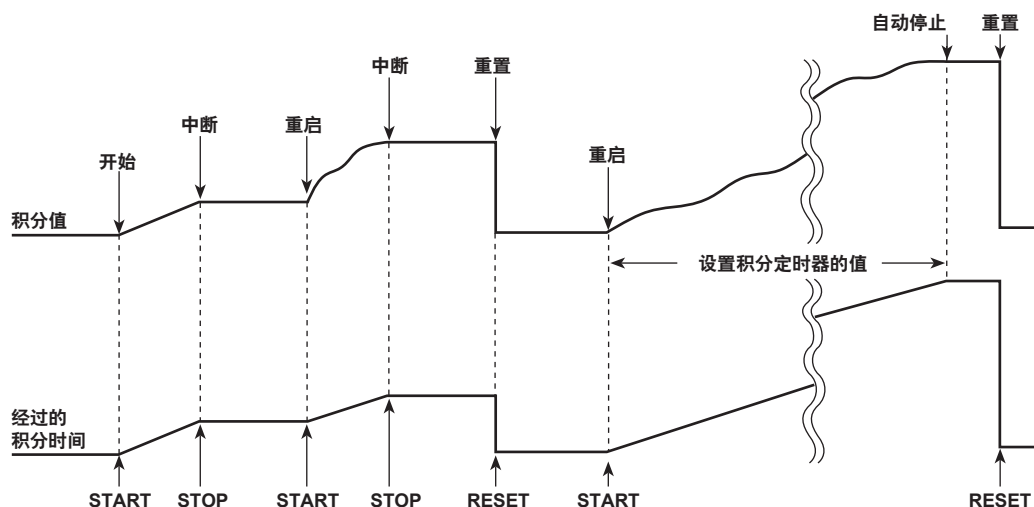 自动停止
重置
中断
重置
中断
重启
开始
重启
积分值
设置积分定时器的值
经过的
积分时间
START
STOP
START
STOP
RESET
START
RESET